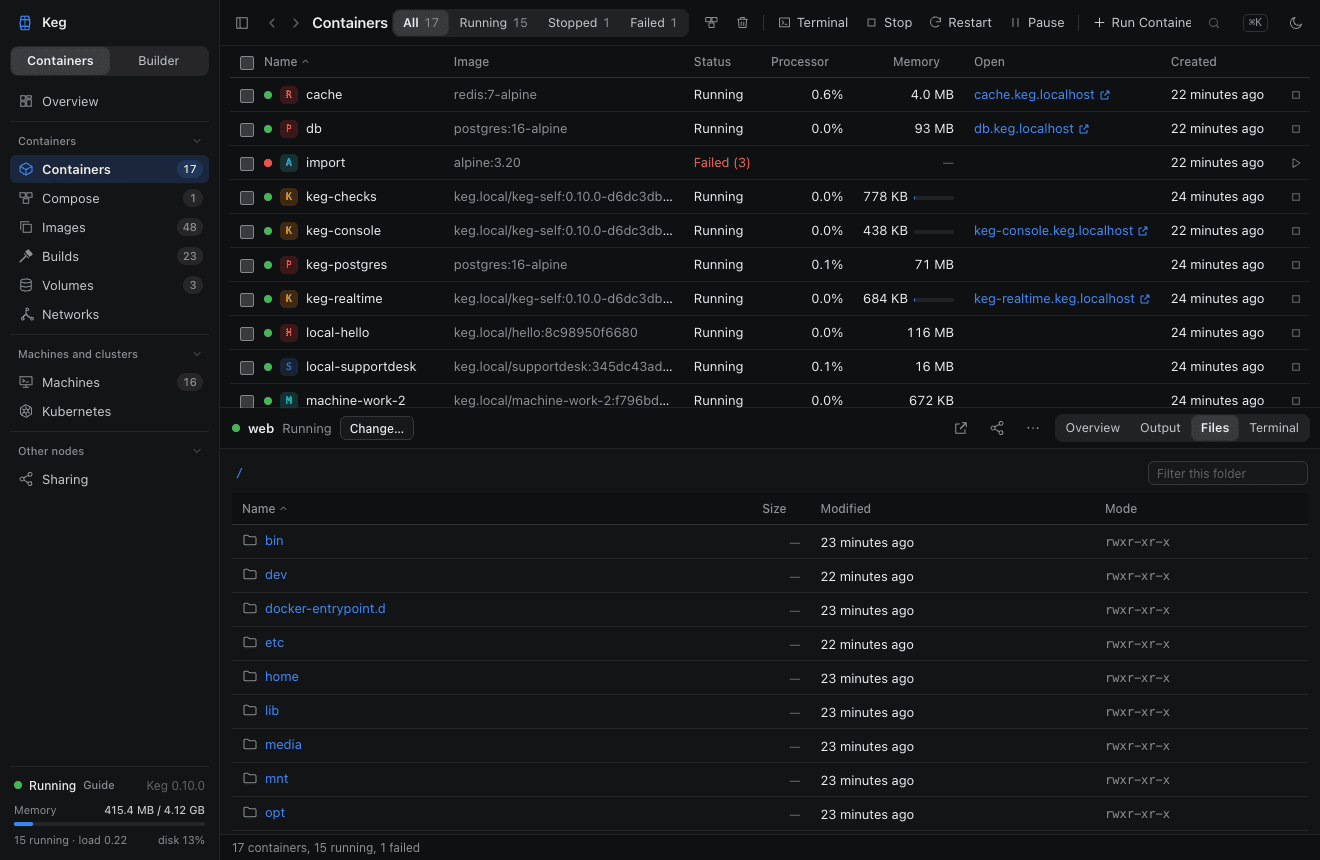 Keg
Containers Builder
Overview
Containers
Containers 17
Compose 1
Images 48
Builds 23
Volumes 3
Networks
Machines and clusters
Machines 16
Kubernetes
Other nodes
Sharing
Running Guide Keg 0.10.0
Memory 415.4 MB / 4.12 GB
15 running · load 0.22 disk 13%
Containers All 17 Running 15 Stopped 1 Failed 1 Terminal Stop Restart Pause Run Containe ⌘K
Name Image Status Processor Memory Open Created
R cache redis:7-alpine Running 0.6% 4.0 MB cache.keg.localhost 22 minutes ago
P db postgres:16-alpine Running 0.0% 93 MB db.keg.localhost 22 minutes ago
A import alpine:3.20 Failed (3) — 22 minutes ago
K keg-checks keg.local/keg-self:0.10.0-d6dc3db... Running 0.0% 778 KB 24 minutes ago
K keg-console keg.local/keg-self:0.10.0-d6dc3db... Running 0.0% 438 KB keg-console.keg.localhost 22 minutes ago
P keg-postgres postgres:16-alpine Running 0.1% 71 MB 24 minutes ago
K keg-realtime keg.local/keg-self:0.10.0-d6dc3db... Running 0.0% 684 KB keg-realtime.keg.localhost 24 minutes ago
H local-hello keg.local/hello:8c98950f6680 Running 0.0% 116 MB 24 minutes ago
S local-supportdesk keg.local/supportdesk:345dc43ad... Running 0.1% 16 MB 24 minutes ago
M machine-work-2 keg.local/machine-work-2:f796bd... Running 0.0% 672 KB 24 minutes ago
web Running Change... Overview Output Files Terminal
/ Filter this folder
Name Size Modified Mode
bin — 23 minutes ago rwxr-xr-x
dev — 22 minutes ago rwxr-xr-x
docker-entrypoint.d — 23 minutes ago rwxr-xr-x
etc — 22 minutes ago rwxr-xr-x
home — 23 minutes ago rwxr-xr-x
lib — 23 minutes ago rwxr-xr-x
media — 23 minutes ago rwxr-xr-x
mnt — 23 minutes ago rwxr-xr-x
opt — 23 minutes ago rwxr-xr-x
17 containers, 15 running, 1 failed